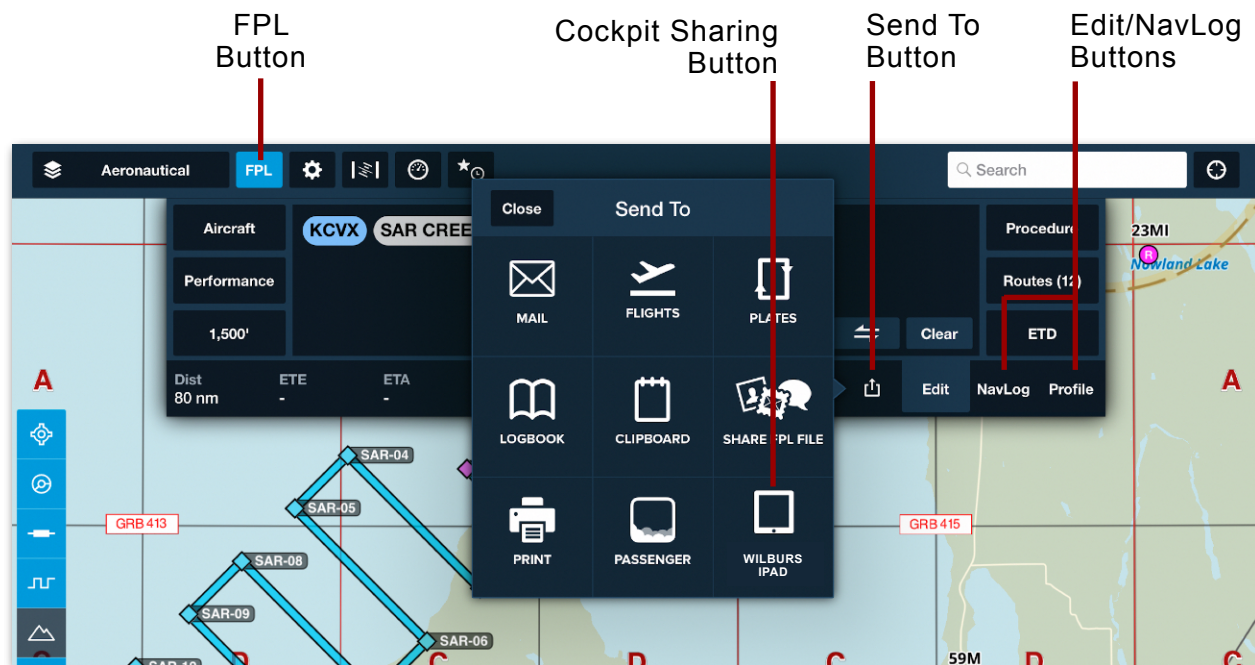 FPL
Button
Cockpit Sharing
Button
Send To
Button
Edit/NavLog
Buttons
Aeronautical
FPL
Search
Close
Send To
Aircraft
KCVX
SAR CREE
Procedure
23MI
R
Nowland Lake
Performance
Routes (12)
MAIL
FLIGHTS
PLATES
1,500'
Clear
ETD
Dist
ETE
ETA
80 nm
-
-
Edit
NavLog
Profile
A
A
LOGBOOK
CLIPBOARD
SHARE FPL FILE
SAR-04
SAR-05
GRB 413
GRB 415
PRINT
PASSENGER
WILBURS
IPAD
SAR-08
SAR-09
SAR-06
SAR-10
D
C
D
C
59M
D
C